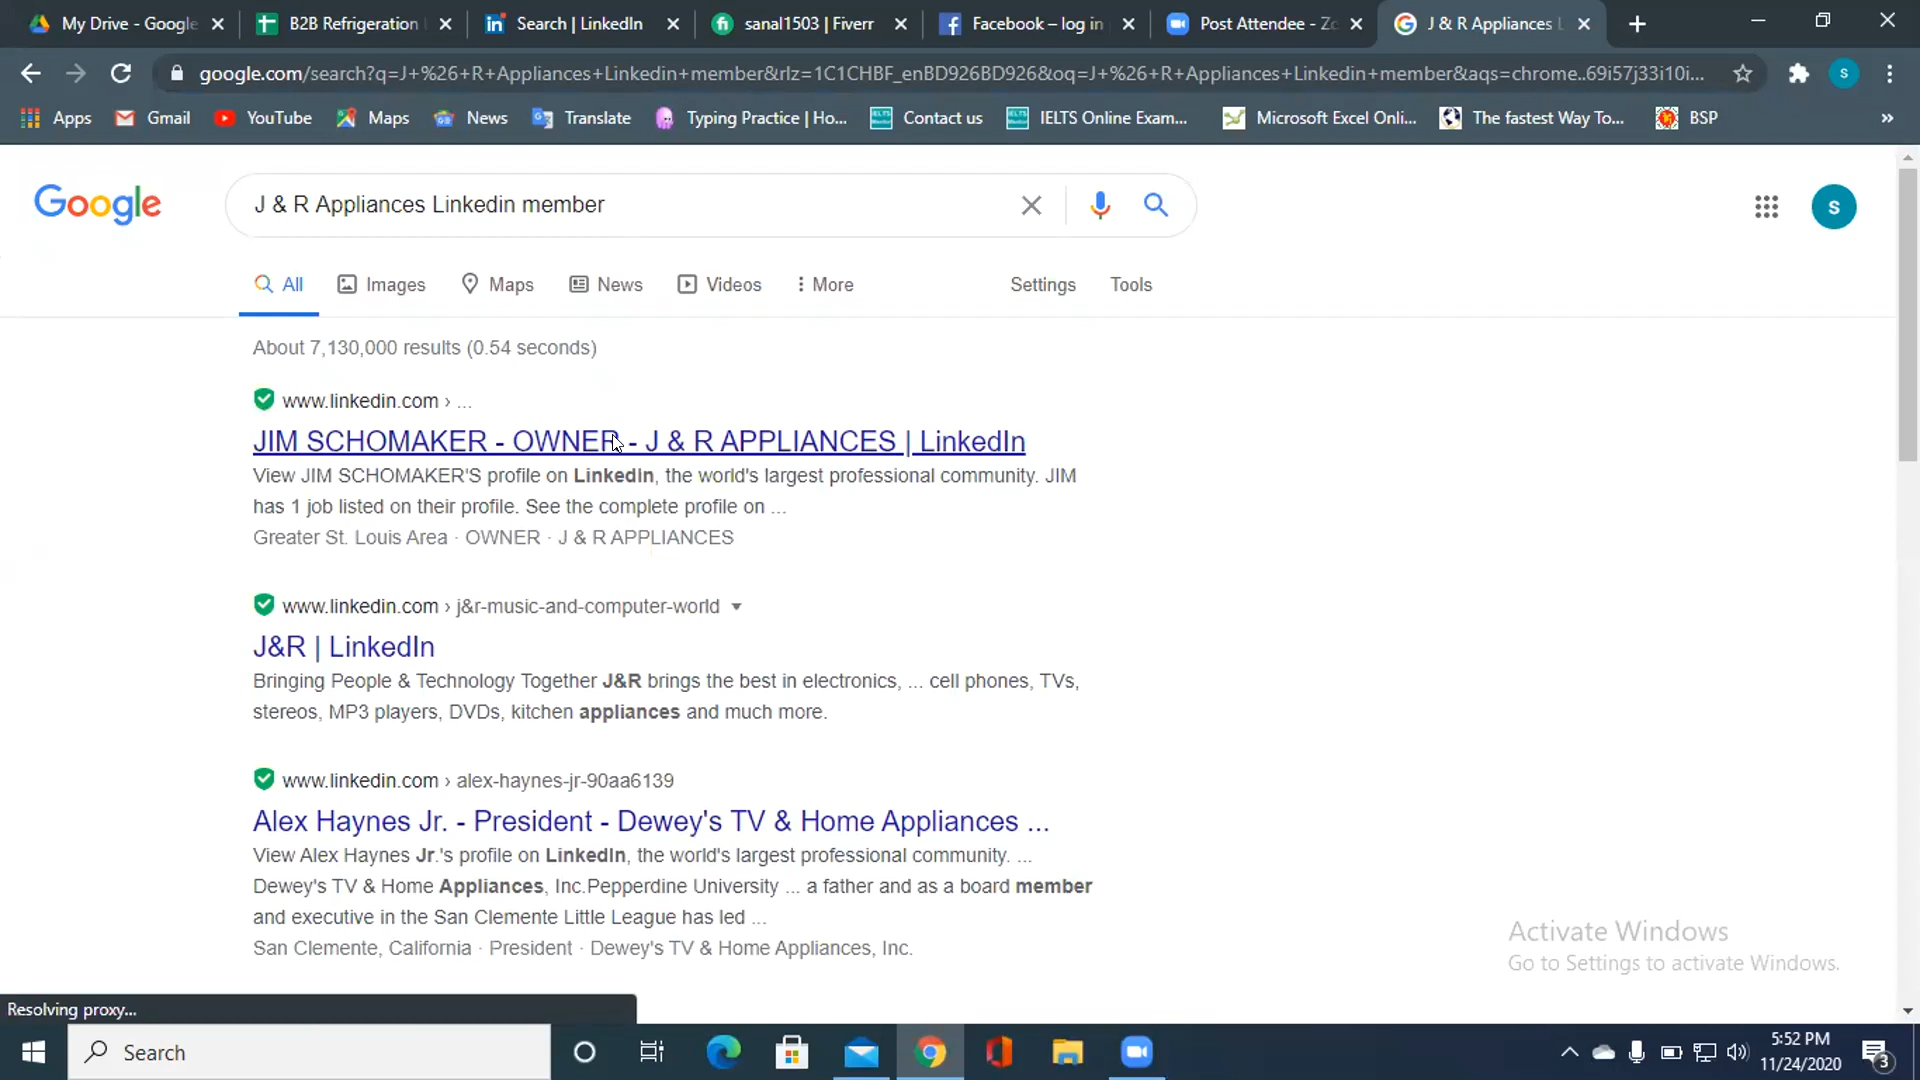 My Drive - Google
B2B Refrigeration
Search | LinkedIn
sanal1503 | Fiverr
Facebook – log in
Post Attendee - Zo
J & R Appliances L
google.com/search?q=J+%26+R+Appliances+Linkedin+member&rlz=1C1CHBF_enBD926BD926&oq=J+%26+R+Appliances+Linkedin+member&aqs=chrome..69i57j33i10i...
S
Apps
Gmail
YouTube
Maps
News
Translate
Typing Practice | Ho...
Contact us
IELTS Online Exam...
Microsoft Excel Onli...
The fastest Way To...
BSP
»
Google
J & R Appliances Linkedin member
S
All
Images
Maps
News
Videos
More
Settings
Tools
About 7,130,000 results (0.54 seconds)
www.linkedin.com › ...
JIM SCHOMAKER - OWNER - J & R APPLIANCES | LinkedIn
View JIM SCHOMAKER'S profile on LinkedIn, the world's largest professional community. JIM
has 1 job listed on their profile. See the complete profile on ...
Greater St. Louis Area · OWNER · J & R APPLIANCES
www.linkedin.com › j&r-music-and-computer-world
J&R | LinkedIn
Bringing People & Technology Together J&R brings the best in electronics, ... cell phones, TVs,
stereos, MP3 players, DVDs, kitchen appliances and much more.
www.linkedin.com › alex-haynes-jr-90aa6139
Alex Haynes Jr. - President - Dewey's TV & Home Appliances ...
View Alex Haynes Jr.'s profile on LinkedIn, the world's largest professional community. ...
Dewey's TV & Home Appliances, Inc.Pepperdine University ... a father and as a board member
and executive in the San Clemente Little League has led ...
San Clemente, California · President · Dewey's TV & Home Appliances, Inc.
Activate Windows
Go to Settings to activate Windows.
Resolving proxy...
Search
5:52 PM
11/24/2020
3